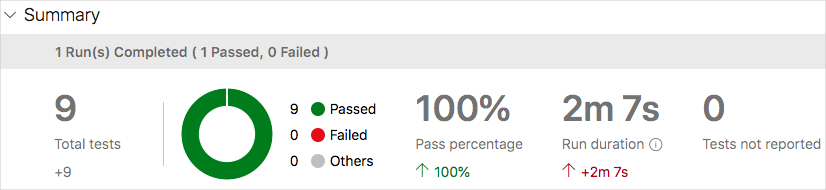 Summary
1 Run(s) Completed ( 1 Passed, 0 Failed )
9
Total tests
+9
9 Passed
0 Failed
0 Others
100%
Pass percentage
↑ 100%
2m 7s
Run duration
↑ +2m 7s
0
Tests not reported